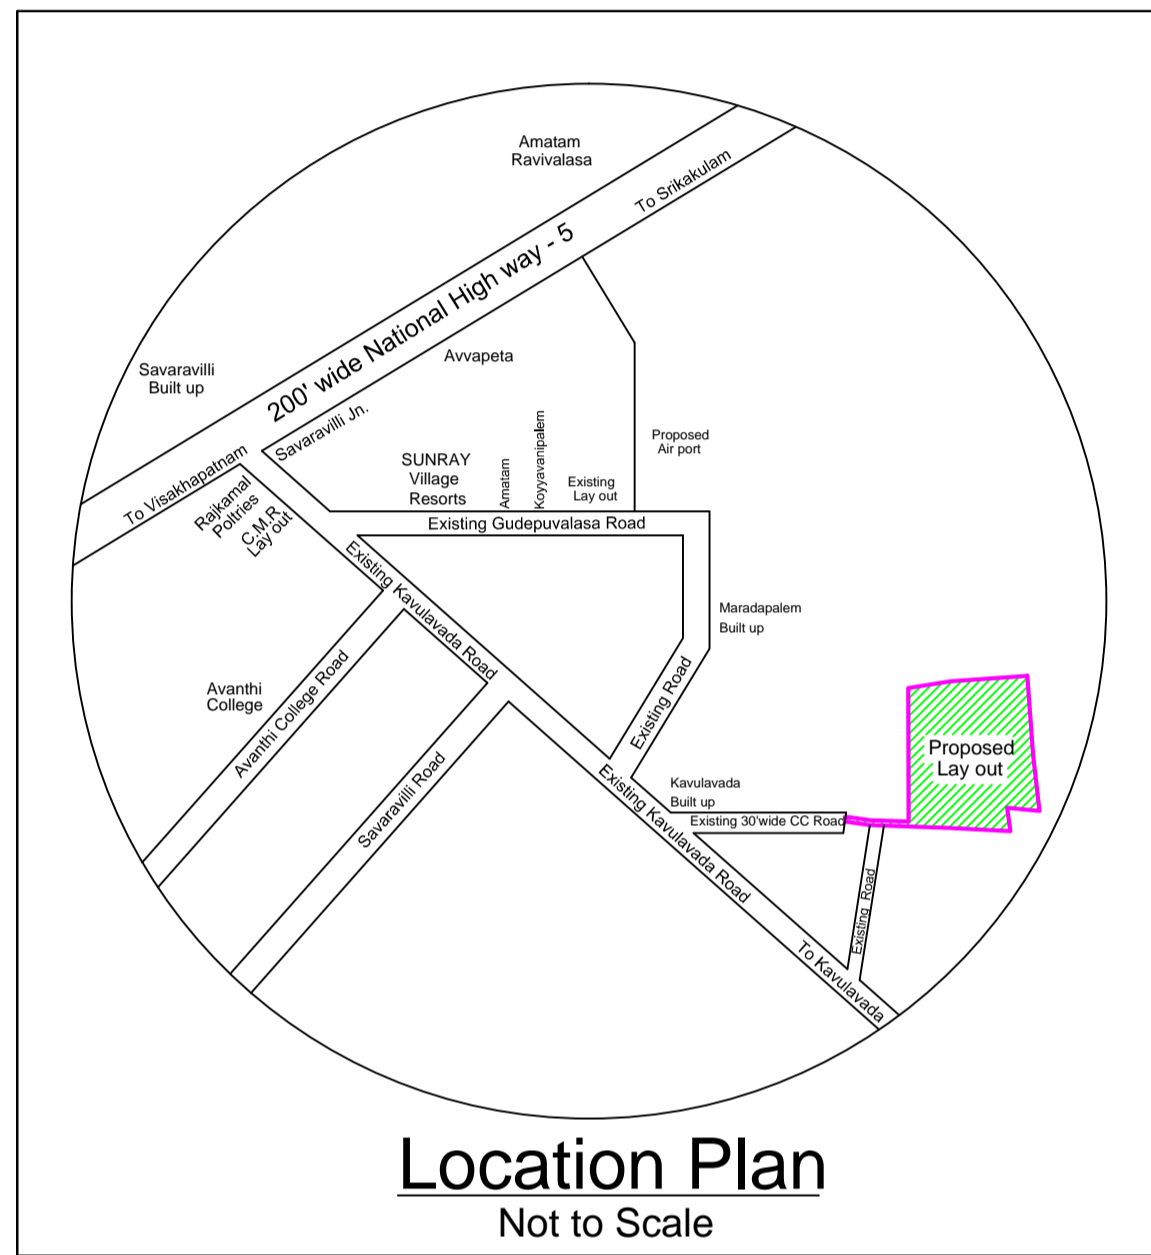 Amatam
Ravivalasa
To Srikakulam
200' wide National High way - 5
Avvapeta
Savaravilli
Built up
Savaravilli Jn.
To Visakhapatnam
Rajkamal
Poltries
C.M.R.
Lay out
SUNRAY
Village
Resorts
Amatam
Koyyavanipalem
Existing
Lay out
Proposed
Air port
Existing Gudepuvalasa Road
Existing Kavulavada Road
Maradapalem
Built up
Existing Road
Avanthi
College
Avanthi College Road
Savaravilli Road
Proposed
Lay out
Kavulavada
Built up
Existing 30'wide CC Road
Existing Kavulavada Road
Existing Road
To Kavulavada
Location Plan
Not to Scale